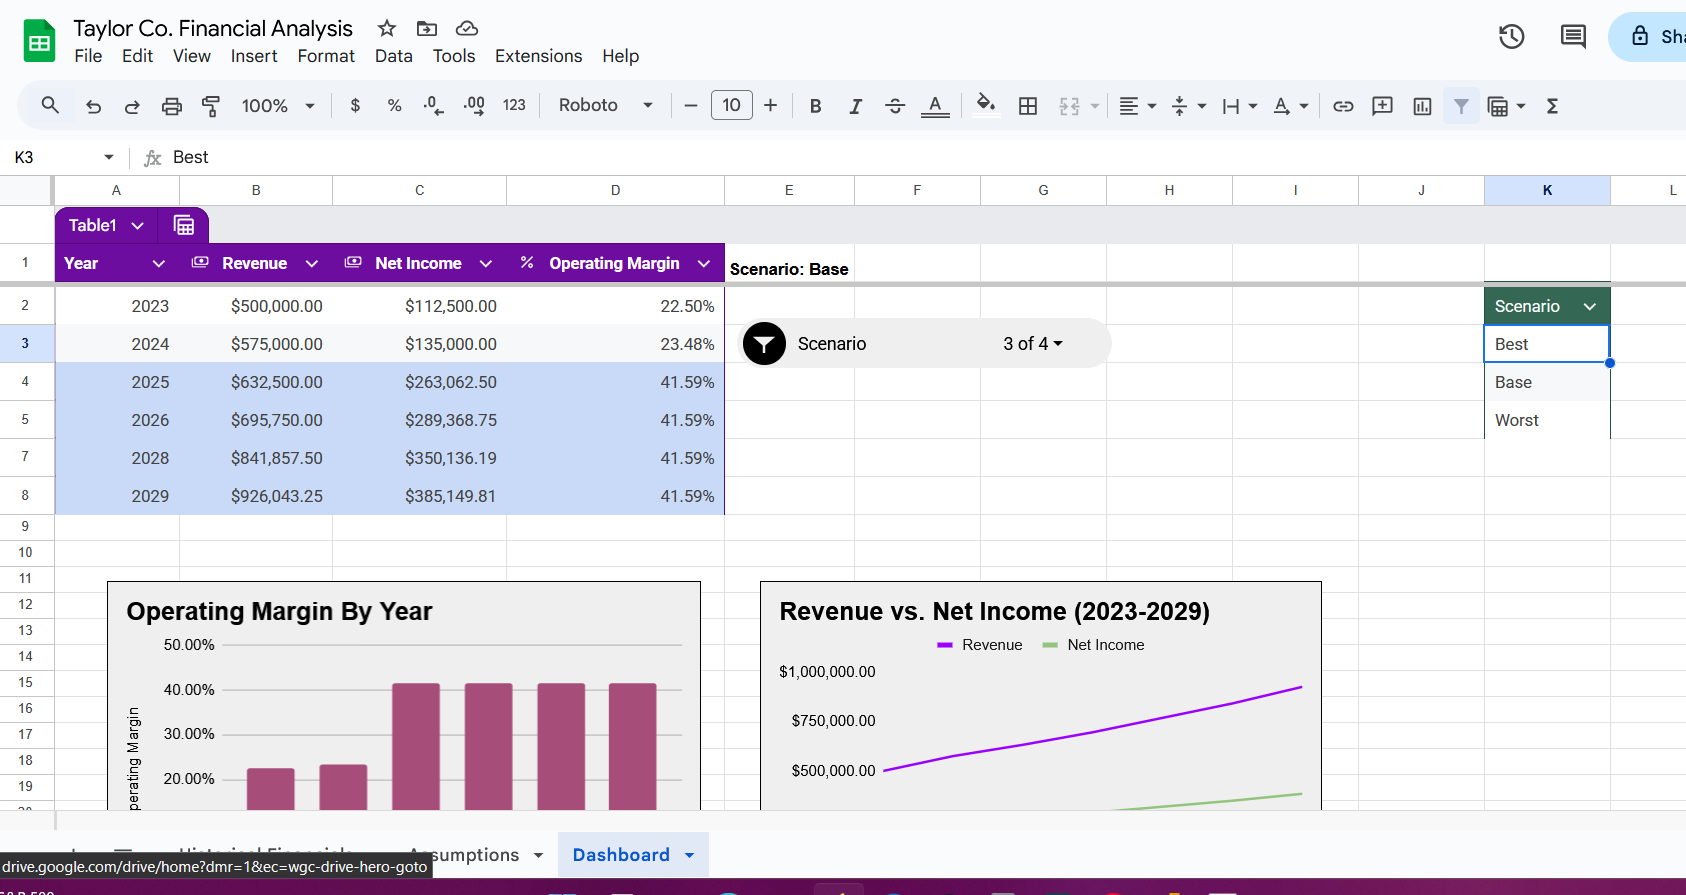 Taylor Co. Financial Analysis
File Edit View Insert Format Data Tools Extensions Help
100% $ % .0 .00 123 Roboto 10 B I A
K3 fx Best
A B C D E F G H I J K L
Table1
1 Year Revenue Net Income Operating Margin Scenario: Base
2 2023 $500,000.00 $112,500.00 22.50% Scenario
3 2024 $575,000.00 $135,000.00 23.48% Scenario 3 of 4 Best
4 2025 $632,500.00 $263,062.50 41.59% Base
5 2026 $695,750.00 $289,368.75 41.59% Worst
7 2028 $841,857.50 $350,136.19 41.59%
8 2029 $926,043.25 $385,149.81 41.59%
9
10
11
12
13
14
15
16
17
18
19
Operating Margin By Year
50.00%
40.00%
30.00%
20.00%
perating Margin
Revenue vs. Net Income (2023-2029)
Revenue Net Income
$1,000,000.00
$750,000.00
$500,000.00
ssumptions Dashboard
drive.google.com/drive/home?dmr=1&ec=wgc-drive-hero-goto